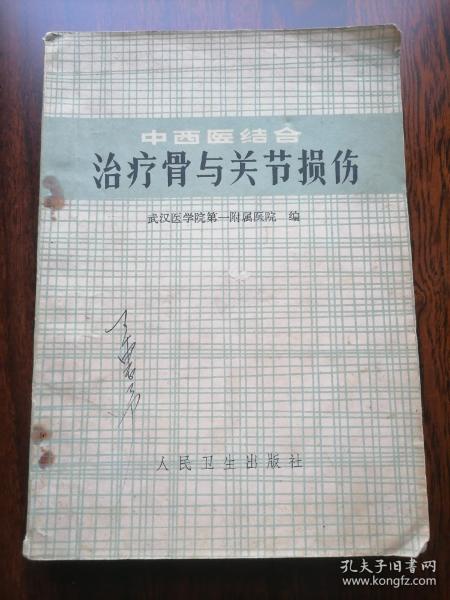 中西医结合
治疗骨与关节损伤
武汉医学院第一附属医院 编
人民卫生出版社
孔夫子旧书网
www.kongfz.com